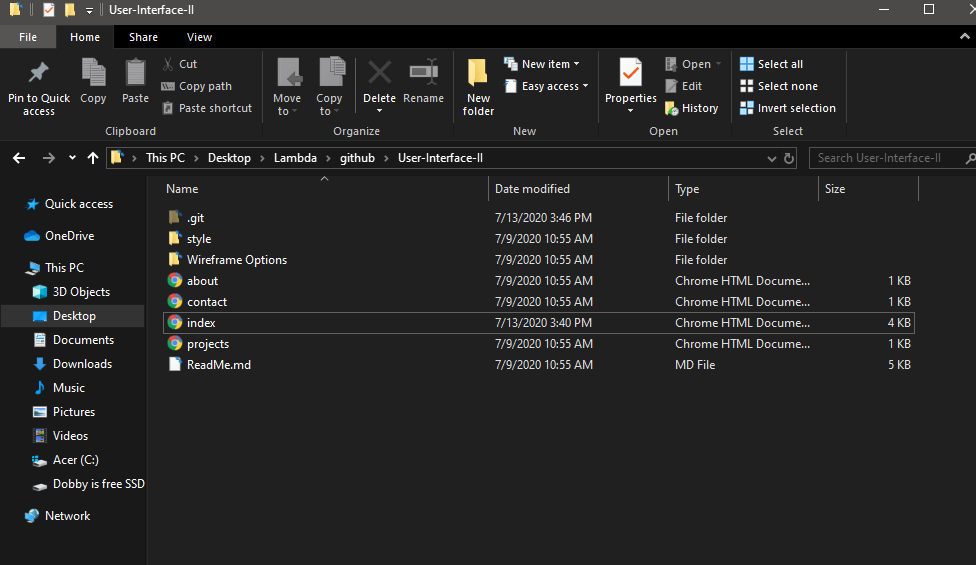 User-Interface-II
File Home Share View
Pin to Quick access
Copy
Paste
Cut
Copy path
Paste shortcut
Clipboard
Move to
Copy to
Delete
Rename
Organize
New folder
New item
Easy access
New
Properties
Open
Edit
History
Open
Select all
Select none
Invert selection
Select
This PC Desktop Lambda github User-Interface-II
Search User-Interface-II
Quick access
OneDrive
This PC
3D Objects
Desktop
Documents
Downloads
Music
Pictures
Videos
Acer (C:)
Dobby is free SSD
Network
Name Date modified Type Size
.git 7/13/2020 3:46 PM File folder
style 7/9/2020 10:55 AM File folder
Wireframe Options 7/9/2020 10:55 AM File folder
about 7/9/2020 10:55 AM Chrome HTML Docume... 1 KB
contact 7/9/2020 10:55 AM Chrome HTML Docume... 1 KB
index 7/13/2020 3:40 PM Chrome HTML Docume... 4 KB
projects 7/9/2020 10:55 AM Chrome HTML Docume... 1 KB
ReadMe.md 7/9/2020 10:55 AM MD File 5 KB